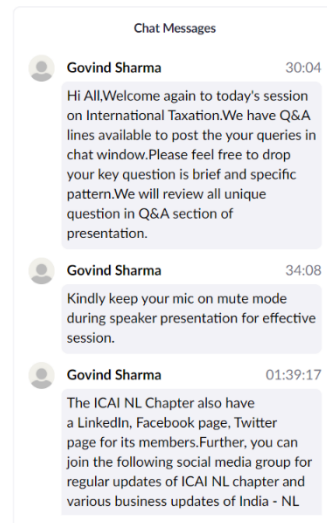 Chat Messages
Govind Sharma 30:04
Hi All,Welcome again to today's session
on International Taxation.We have Q&A
lines available to post the your queries in
chat window.Please feel free to drop
your key question is brief and specific
pattern.We will review all unique
question in Q&A section of
presentation.
Govind Sharma 34:08
Kindly keep your mic on mute mode
during speaker presentation for effective
session.
Govind Sharma 01:39:17
The ICAI NL Chapter also have
a LinkedIn, Facebook page, Twitter
page for its members.Further, you can
join the following social media group for
regular updates of ICAI NL chapter and
various business updates of India - NL